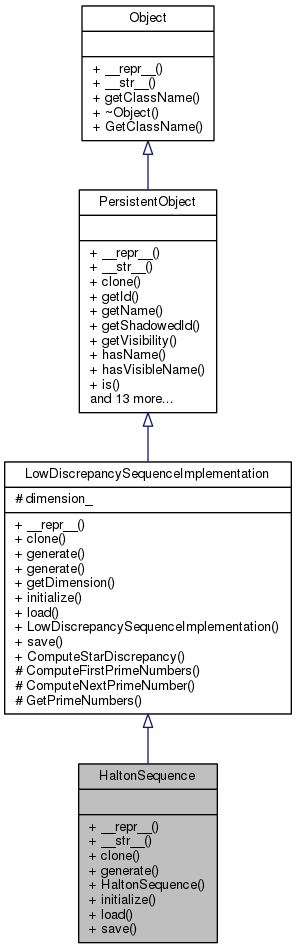 Object
+ __repr__()
+ __str__()
+ getClassName()
+ ~Object()
+ GetClassName()
PersistentObject
+ __repr__()
+ __str__()
+ clone()
+ getId()
+ getName()
+ getShadowedId()
+ getVisibility()
+ hasName()
+ hasVisibleName()
+ is()
and 13 more...
LowDiscrepancySequenceImplementation
# dimension_
+ __repr__()
+ clone()
+ generate()
+ generate()
+ getDimension()
+ initialize()
+ load()
+ LowDiscrepancySequenceImplementation()
+ save()
+ ComputeStarDiscrepancy()
# ComputeFirstPrimeNumbers()
# ComputeNextPrimeNumber()
# GetPrimeNumbers()
HaltonSequence
+ __repr__()
+ __str__()
+ clone()
+ generate()
+ HaltonSequence()
+ initialize()
+ load()
+ save()